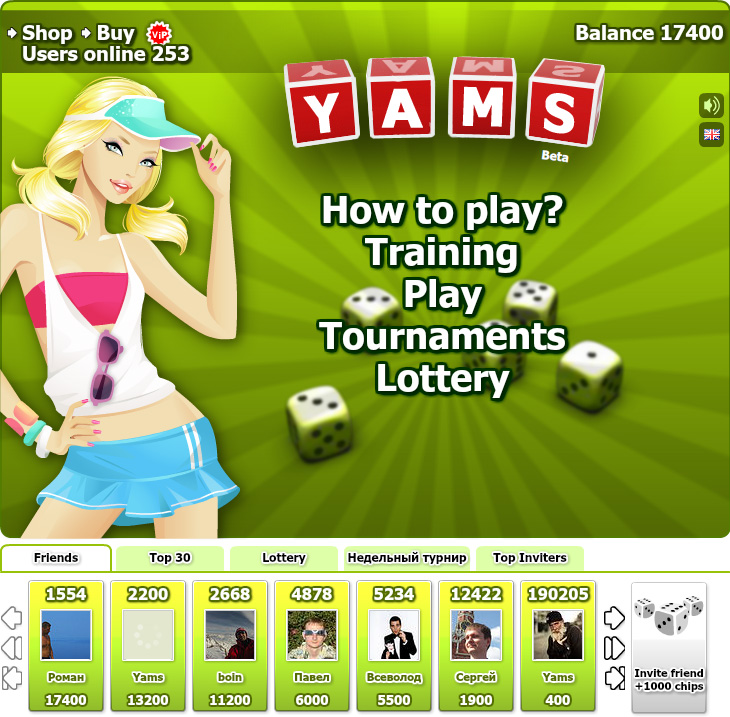 Shop Buy ViP
Balance 17400
Users online 253
YAMS
YAMS
Beta
How to play?
Training
Play
Tournaments
Lottery
Friends Top 30 Lottery Недельный турнир Top Inviters
1554 2200 2668 4878 5234 12422 190205
Роман Yams boin Павел Всеволод Сергей Yams
17400 13200 11200 6000 5500 1900 400
Invite friend
+1000 chips